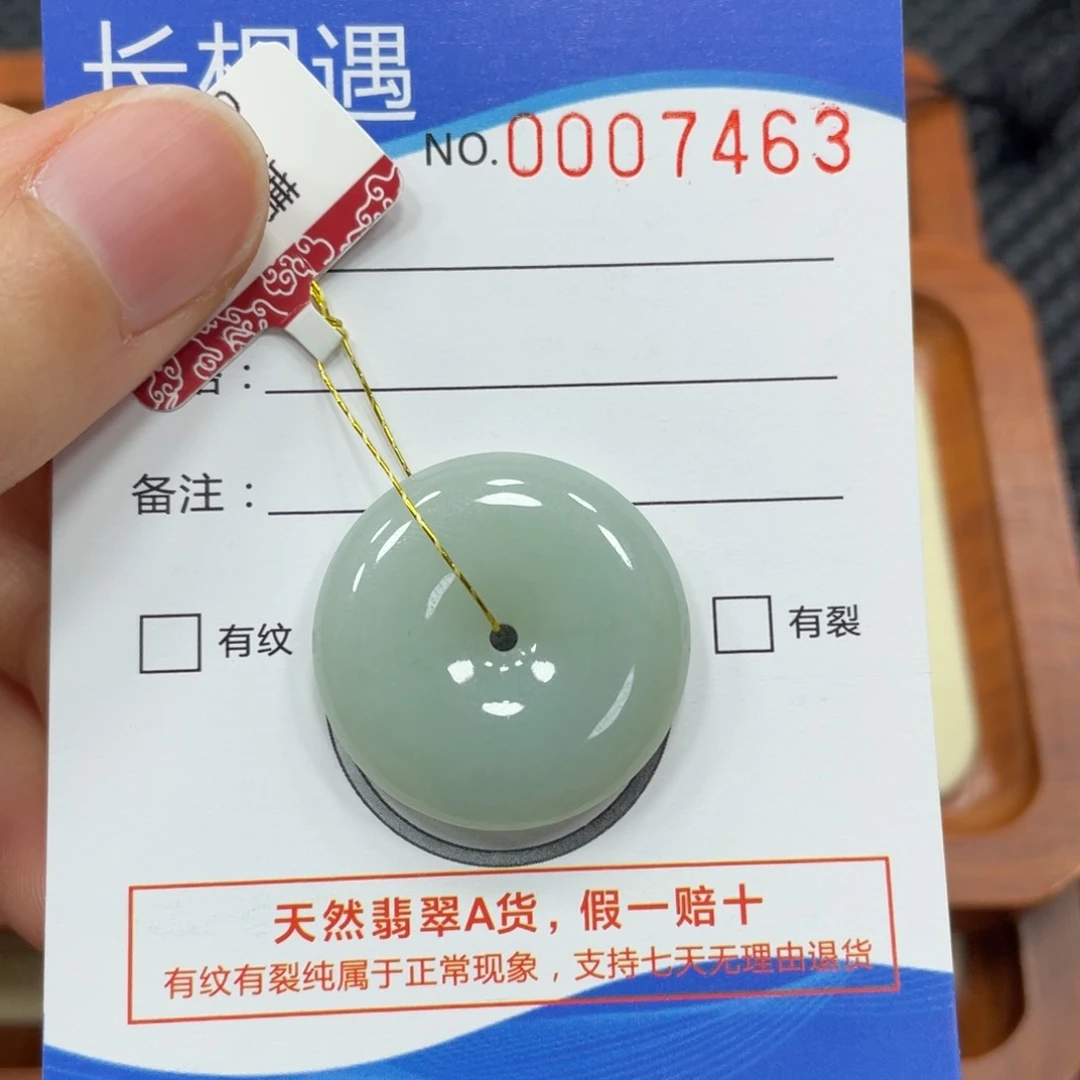 长相遇
NO.0007463
备注：
有纹
有裂
天然翡翠A货，假一赔十
有纹有裂纯属于正常现象，支持七天无理由退货